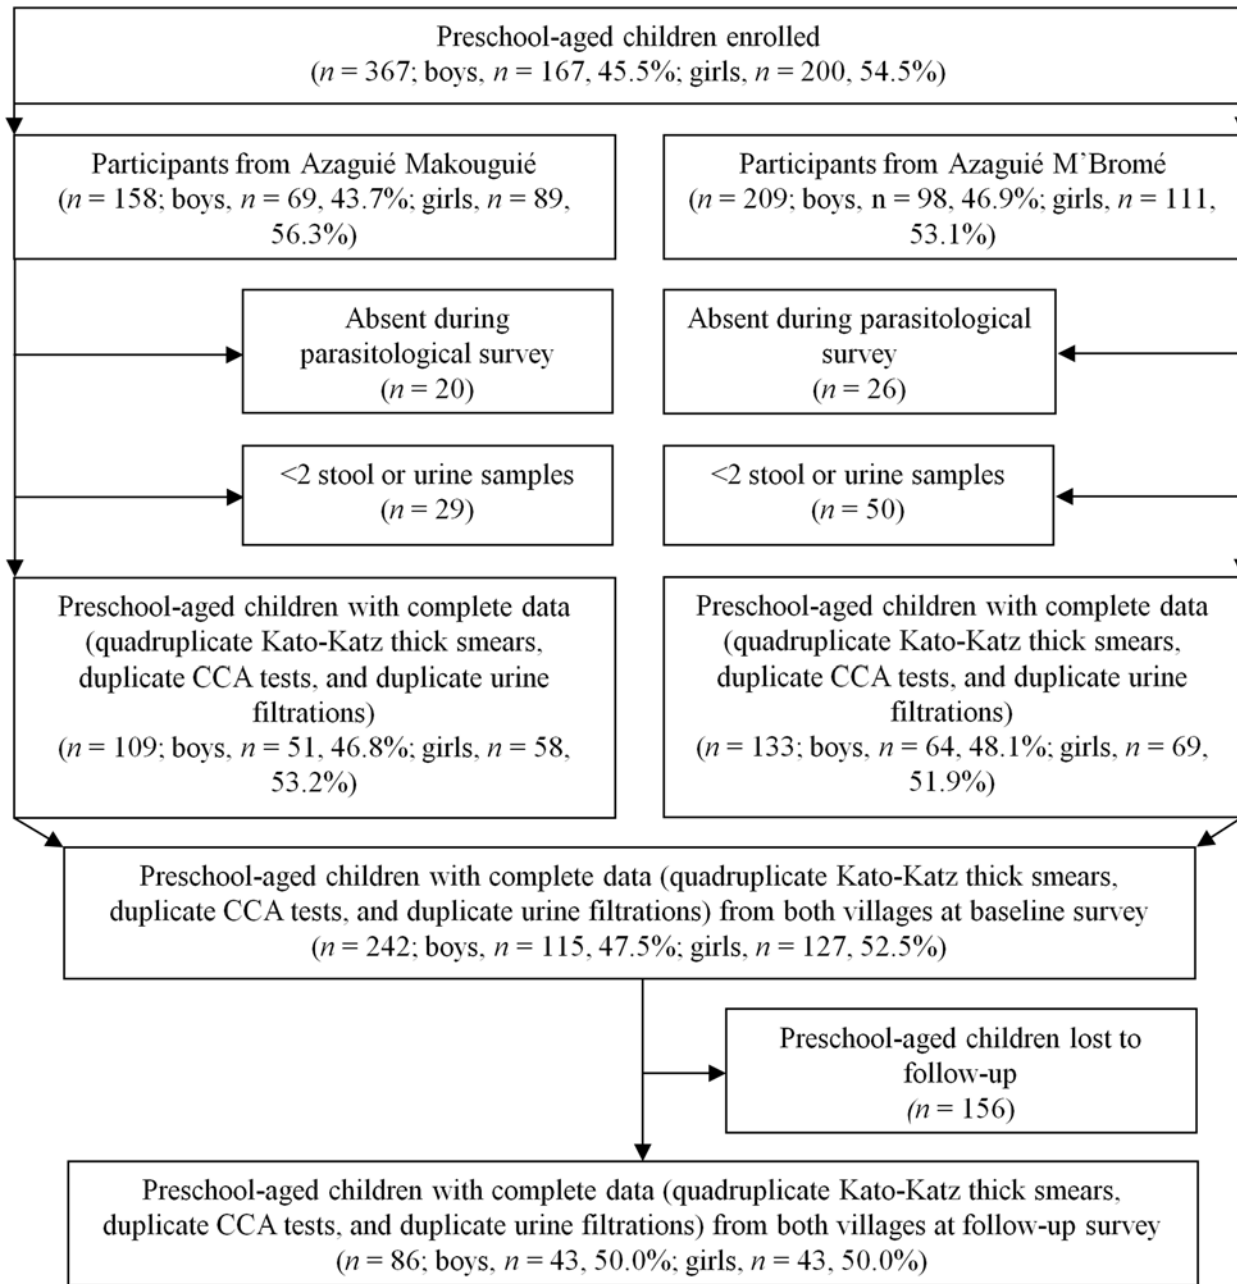 Preschool-aged children enrolled
(n = 367; boys, n = 167, 45.5%; girls, n = 200, 54.5%)
Participants from Azaguié Makouguié
(n = 158; boys, n = 69, 43.7%; girls, n = 89,
56.3%)
Participants from Azaguié M’Bromé
(n = 209; boys, n = 98, 46.9%; girls, n = 111,
53.1%)
Absent during
parasitological survey
(n = 20)
Absent during parasitological
survey
(n = 26)
<2 stool or urine samples
(n = 29)
<2 stool or urine samples
(n = 50)
Preschool-aged children with complete data
(quadruplicate Kato-Katz thick smears,
duplicate CCA tests, and duplicate urine
filtrations)
(n = 109; boys, n = 51, 46.8%; girls, n = 58,
53.2%)
Preschool-aged children with complete data
(quadruplicate Kato-Katz thick smears,
duplicate CCA tests, and duplicate urine
filtrations)
(n = 133; boys, n = 64, 48.1%; girls, n = 69,
51.9%)
Preschool-aged children with complete data (quadruplicate Kato-Katz thick smears,
duplicate CCA tests, and duplicate urine filtrations) from both villages at baseline survey
(n = 242; boys, n = 115, 47.5%; girls, n = 127, 52.5%)
Preschool-aged children lost to
follow-up
(n = 156)
Preschool-aged children with complete data (quadruplicate Kato-Katz thick smears,
duplicate CCA tests, and duplicate urine filtrations) from both villages at follow-up survey
(n = 86; boys, n = 43, 50.0%; girls, n = 43, 50.0%)